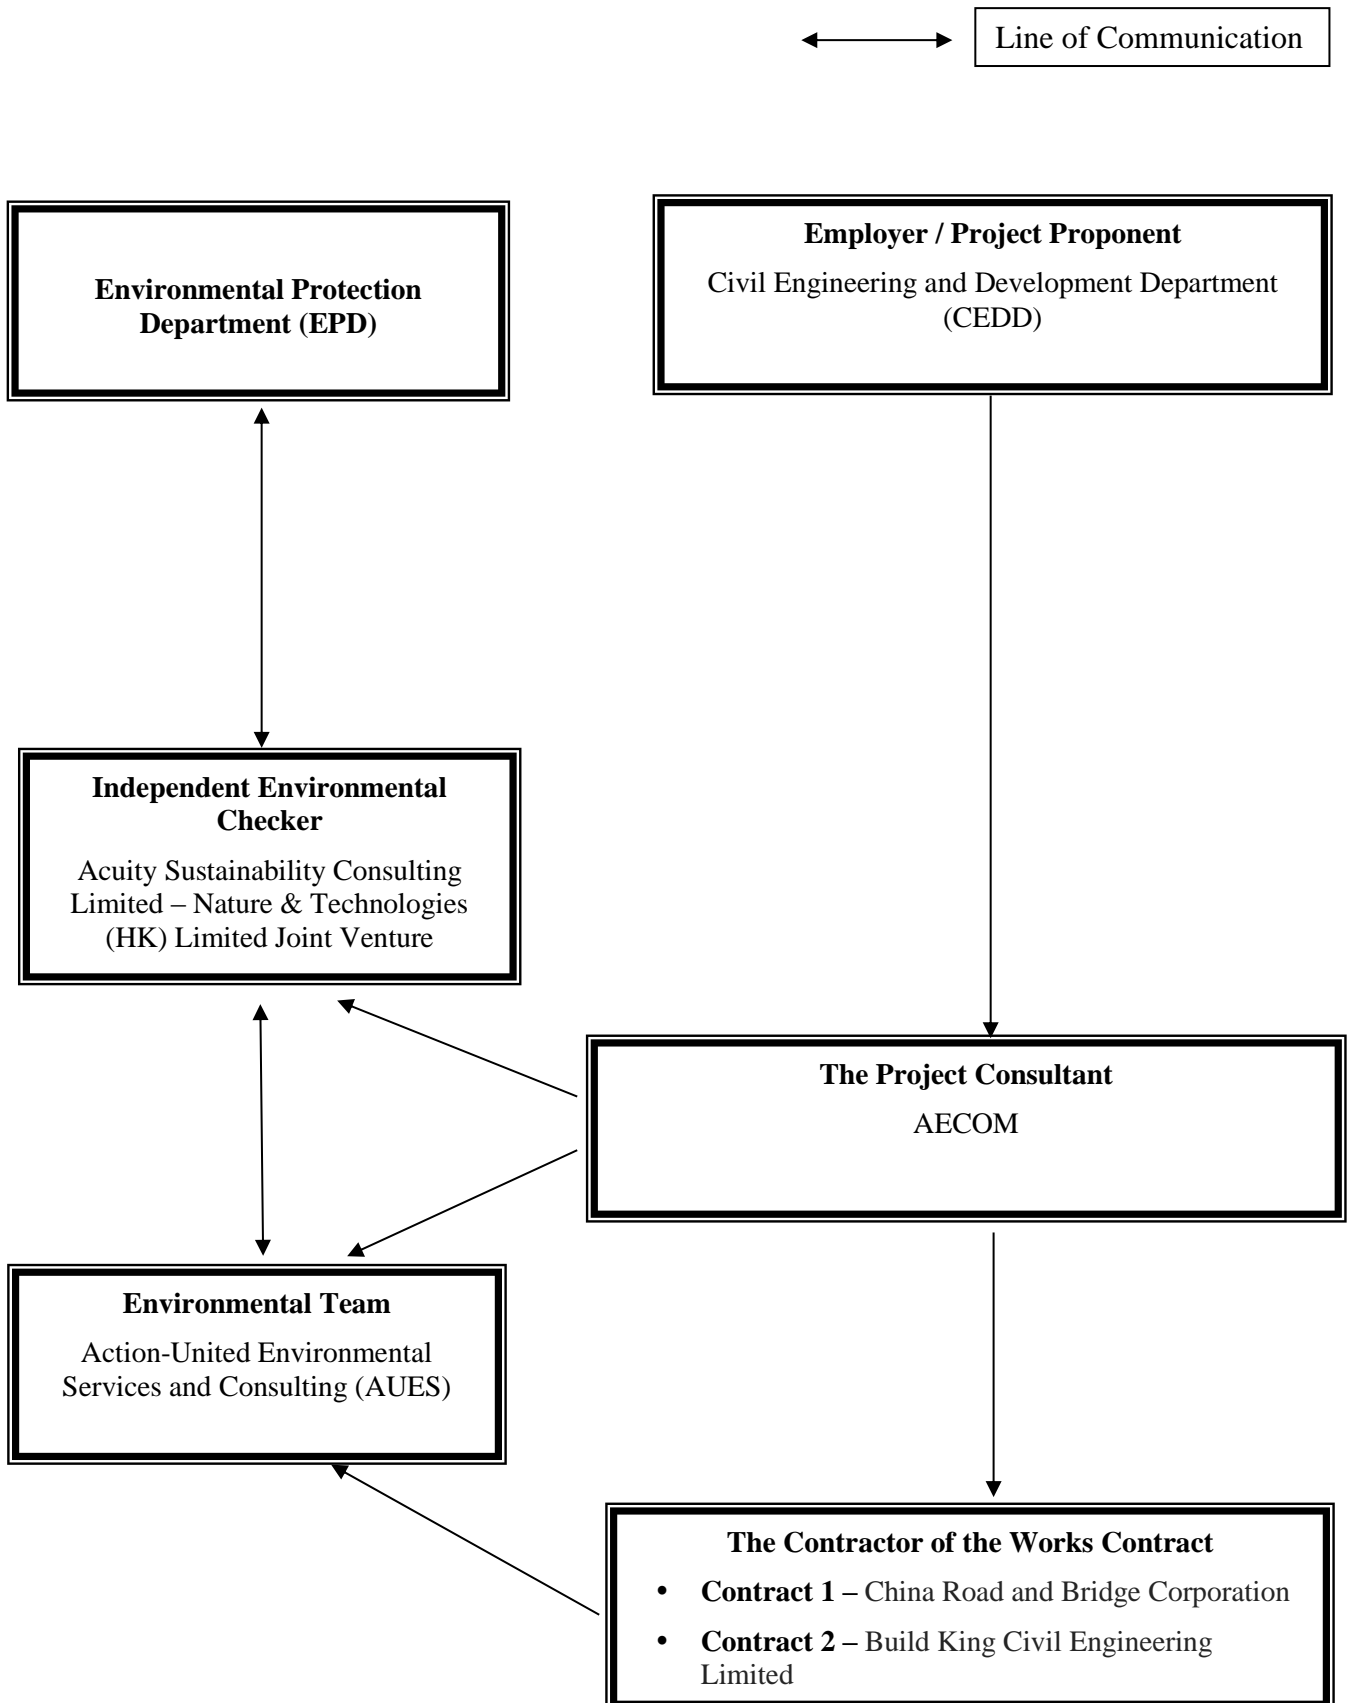 Line of Communication
Environmental Protection
Department (EPD)
Employer / Project Proponent
Civil Engineering and Development Department
(CEDD)
Independent Environmental
Checker
Acuity Sustainability Consulting
Limited – Nature & Technologies
(HK) Limited Joint Venture
The Project Consultant
AECOM
Environmental Team
Action-United Environmental
Services and Consulting (AUES)
The Contractor of the Works Contract
• Contract 1 – China Road and Bridge Corporation
• Contract 2 – Build King Civil Engineering
Limited